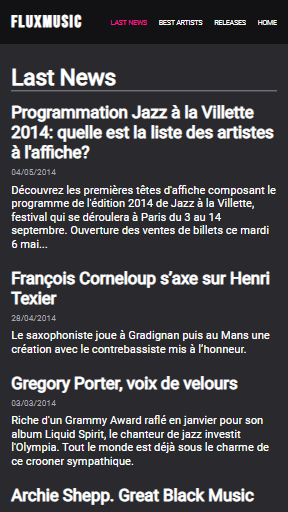 FLUXMUSIC
LAST NEWS BEST ARTISTS RELEASES HOME
Last News
Programmation Jazz à la Villette
2014: quelle est la liste des artistes
à l'affiche?
04/05/2014
Découvrez les premières têtes d'affiche composant le
programme de l'édition 2014 de Jazz à la Villette,
festival qui se déroulera à Paris du 3 au 14
septembre. Ouverture des ventes de billets ce mardi
6 mai...
François Corneloup s’axe sur Henri
Texier
28/04/2014
Le saxophoniste joue à Gradignan puis au Mans une
création avec le contrebassiste mis à l’honneur.
Gregory Porter, voix de velours
03/03/2014
Riche d'un Grammy Award raflé en janvier pour son
album Liquid Spirit, le chanteur de jazz investit
l'Olympia. Tout le monde est déjà sous le charme de
ce crooner sympathique.
Archie Shepp. Great Black Music